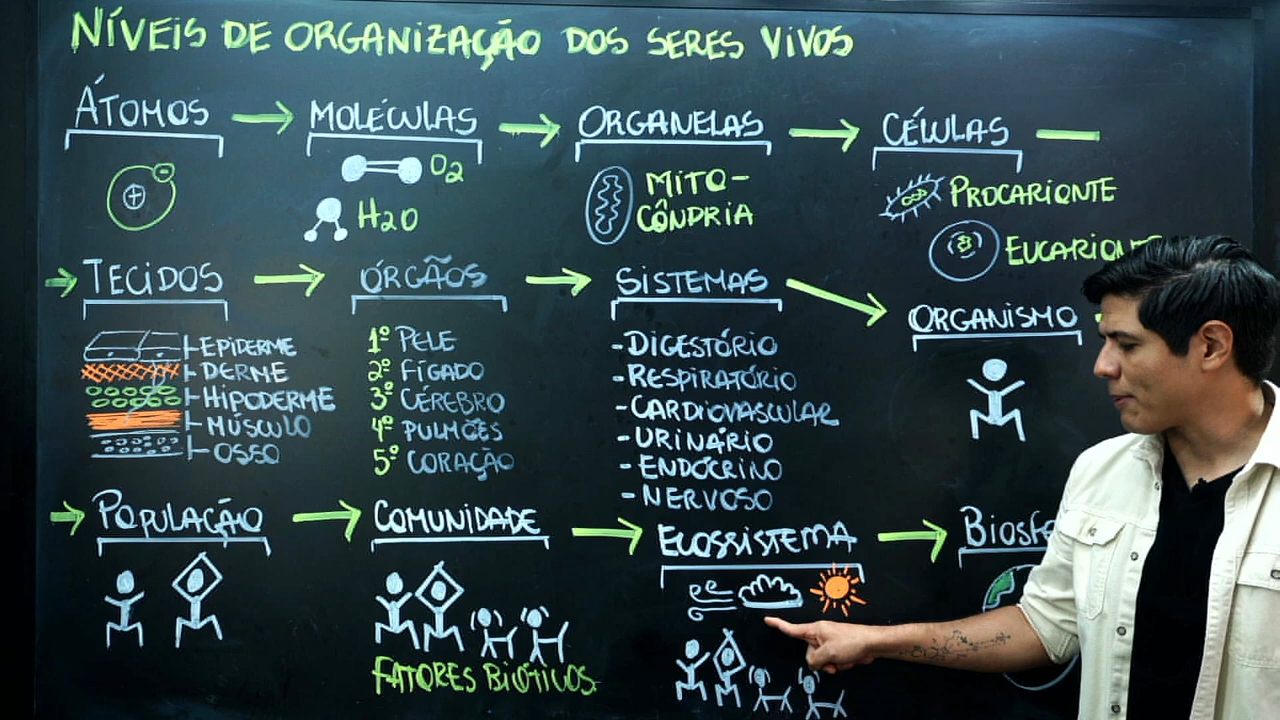 NÍVEIS DE ORGANIZAÇÃO DOS SERES VIVOS
ÁTOMOS → MOLÉCULAS → ORGANELAS → CÉLULAS
+ -
O2
H2O
MITO-
CÔNDRIA
PROCARIONTE
→ TECIDOS → ÓRGÃOS → SISTEMAS → ORGANISMO
EPIDERME
DERME
HIPODERME
MÚSCULO
OSSO
1º PELE
2º FÍGADO
3º CÉREBRO
4º PULMÕES
5º CORAÇÃO
-DIGESTÓRIO
-RESPIRATÓRIO
-CARDIOVASCULAR
-URINÁRIO
-ENDÓCRINO
-NERVOSO
→ POPULAÇÃO → COMUNIDADE → ECOSSISTEMA →
FATORES BIÓTIVOS